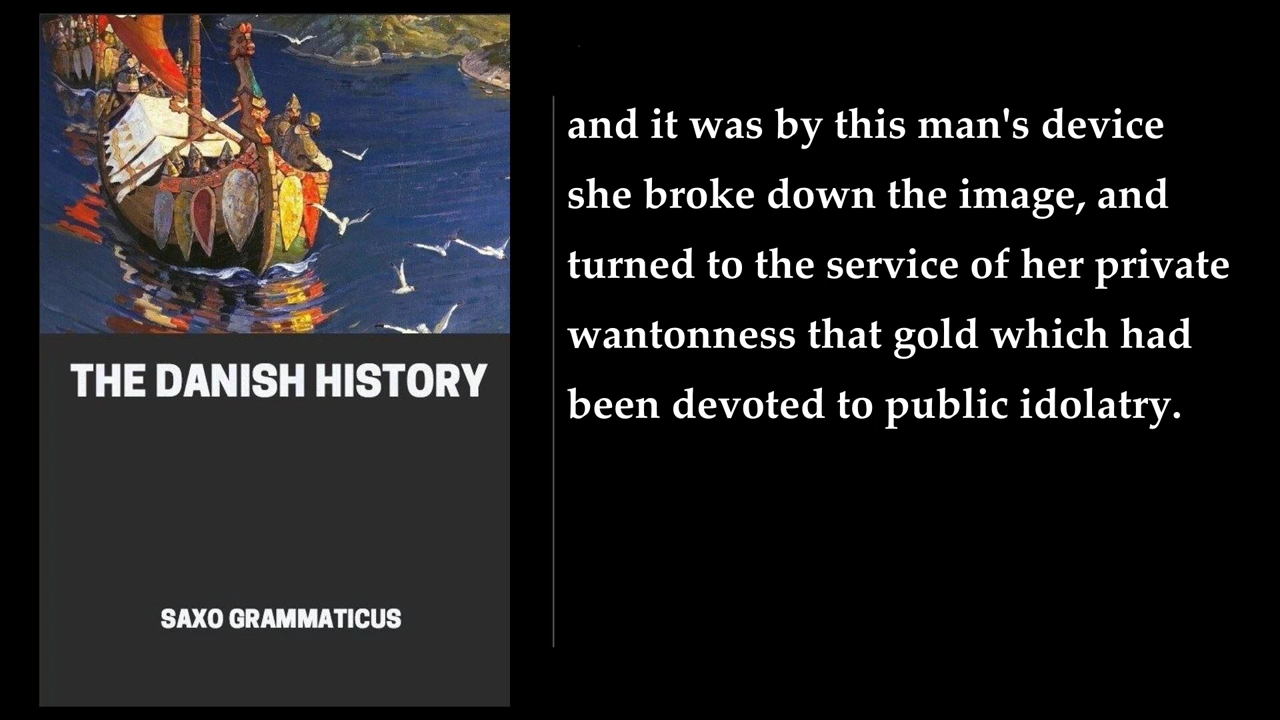 THE DANISH HISTORY
SAXO GRAMMATICUS
and it was by this man's device
she broke down the image, and
turned to the service of her private
wantonness that gold which had
been devoted to public idolatry.